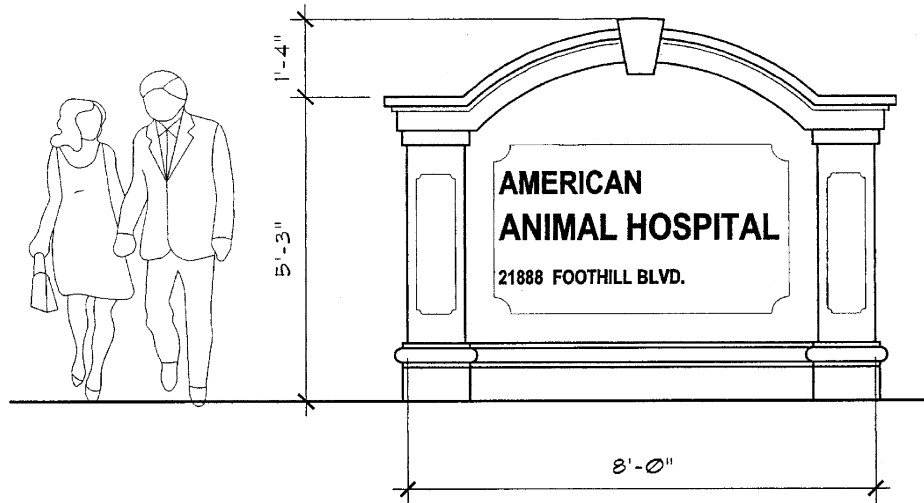 1'-4"
AMERICAN
ANIMAL HOSPITAL
5'-3"
21888 FOOTHILL BLVD.
8'-0"